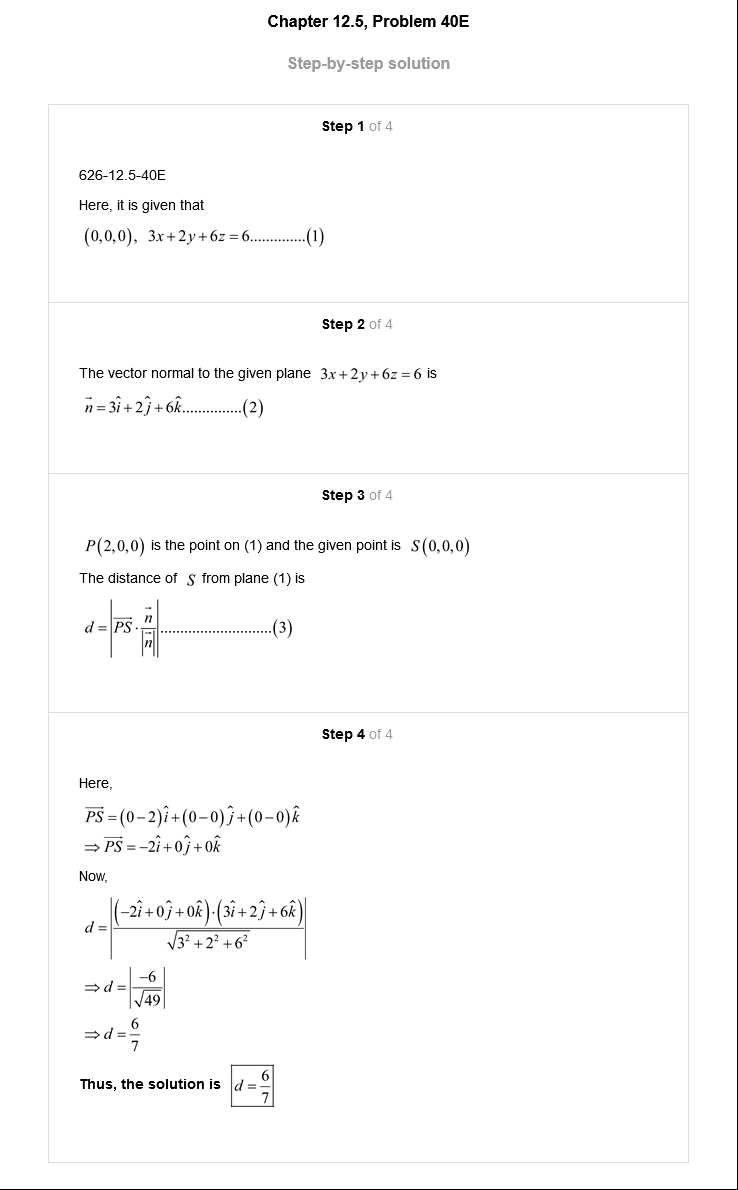 Chapter 12.5, Problem 40E
Step-by-step solution
Step 1 of 4
626-12.5-40E
Here, it is given that
(0,0,0), 3x+2y+6z=6..............(1)
Step 2 of 4
The vector normal to the given plane 3x+2y+6z=6 is
\vec{n}=3\hat{i}+2\hat{j}+6\hat{k}...............(2)
Step 3 of 4
P(2,0,0) is the point on (1) and the given point is S(0,0,0)
The distance of S from plane (1) is
d=\left|\overrightarrow{PS}\cdot\frac{\vec{n}}{|\vec{n}|}\right|............................(3)
Step 4 of 4
Here,
\overrightarrow{PS}=(0-2)\hat{i}+(0-0)\hat{j}+(0-0)\hat{k}
\Rightarrow\overrightarrow{PS}=-2\hat{i}+0\hat{j}+0\hat{k}
Now,
d=\left|\frac{(-2\hat{i}+0\hat{j}+0\hat{k})\cdot(3\hat{i}+2\hat{j}+6\hat{k})}{\sqrt{3^2+2^2+6^2}}\right|
\Rightarrow d=\left|\frac{-6}{\sqrt{49}}\right|
\Rightarrow d=\frac{6}{7}
Thus, the solution is d=\frac{6}{7}